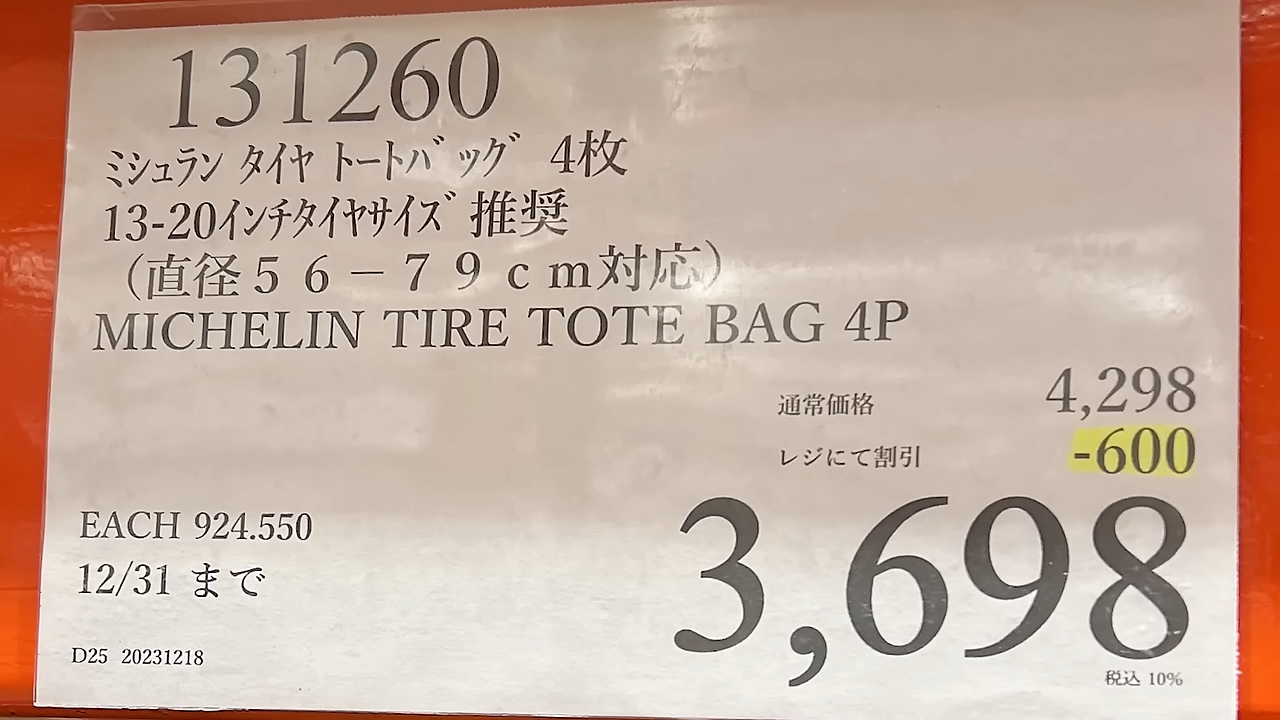 131260
ﾐｼｭﾗﾝ ﾀｲﾔ ﾄｰﾄﾊﾞｯｸﾞ 4枚
13-20ｲﾝﾁﾀｲﾔｻｲｽﾞ 推奨
（直径５６－７９ｃｍ対応）
MICHELIN TIRE TOTE BAG 4P
通常価格 4,298
レジにて割引 -600
3,698
税込 10%
EACH 924.550
12/31 まで
D25 20231218